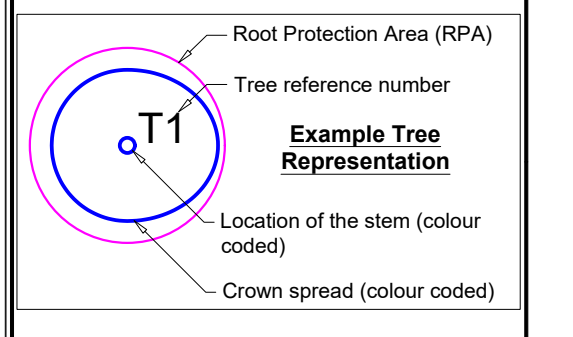 Root Protection Area (RPA)
Tree reference number
T1
Example Tree
Representation
Location of the stem (colour
coded)
Crown spread (colour coded)